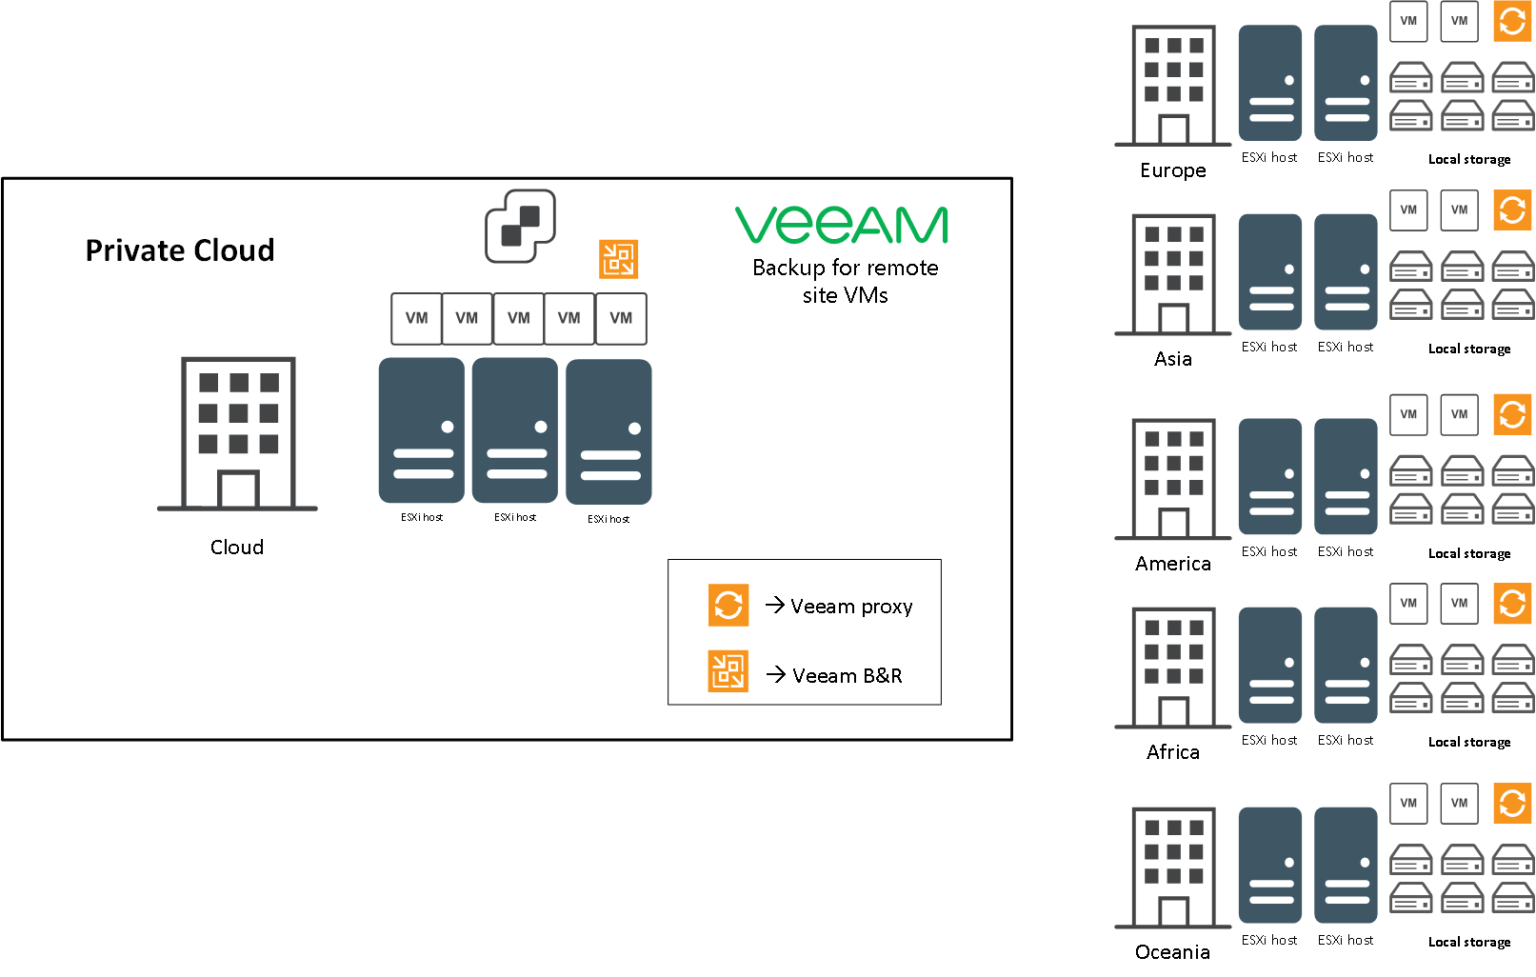 Private Cloud
veeAM
Backup for remote
site VMs
VM VM VM VM VM
ESXi host ESXi host ESXi host
Cloud
→ Veeam proxy
→ Veeam B&R
VM VM
ESXi host ESXi host Local storage
Europe
VM VM
ESXi host ESXi host Local storage
Asia
VM VM
ESXi host ESXi host Local storage
America
VM VM
ESXi host ESXi host Local storage
Africa
VM VM
ESXi host ESXi host Local storage
Oceania